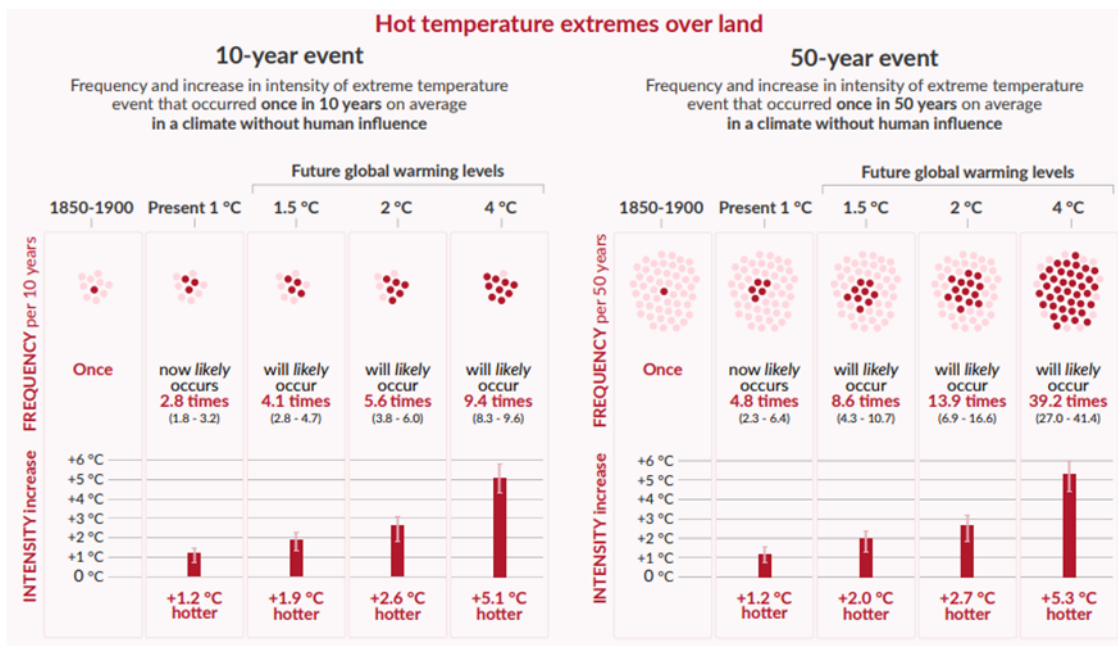 Hot temperature extremes over land
10-year event
Frequency and increase in intensity of extreme temperature
event that occurred once in 10 years on average
in a climate without human influence
Future global warming levels
1850-1900 Present 1 °C 1.5 °C 2 °C 4 °C
FREQUENCY per 10 years
Once
now likely occurs 2.8 times (1.8 - 3.2)
will likely occur 4.1 times (2.8 - 4.7)
will likely occur 5.6 times (3.8 - 6.0)
will likely occur 9.4 times (8.3 - 9.6)
INTENSITY increase
+6 °C
+5 °C
+4 °C
+3 °C
+2 °C
+1 °C
0 °C
+1.2 °C hotter
+1.9 °C hotter
+2.6 °C hotter
+5.1 °C hotter
50-year event
Frequency and increase in intensity of extreme temperature
event that occurred once in 50 years on average
in a climate without human influence
Future global warming levels
1850-1900 Present 1 °C 1.5 °C 2 °C 4 °C
FREQUENCY per 50 years
Once
now likely occurs 4.8 times (2.3 - 6.4)
will likely occur 8.6 times (4.3 - 10.7)
will likely occur 13.9 times (6.9 - 16.6)
will likely occur 39.2 times (27.0 - 41.4)
INTENSITY increase
+6 °C
+5 °C
+4 °C
+3 °C
+2 °C
+1 °C
0 °C
+1.2 °C hotter
+2.0 °C hotter
+2.7 °C hotter
+5.3 °C hotter